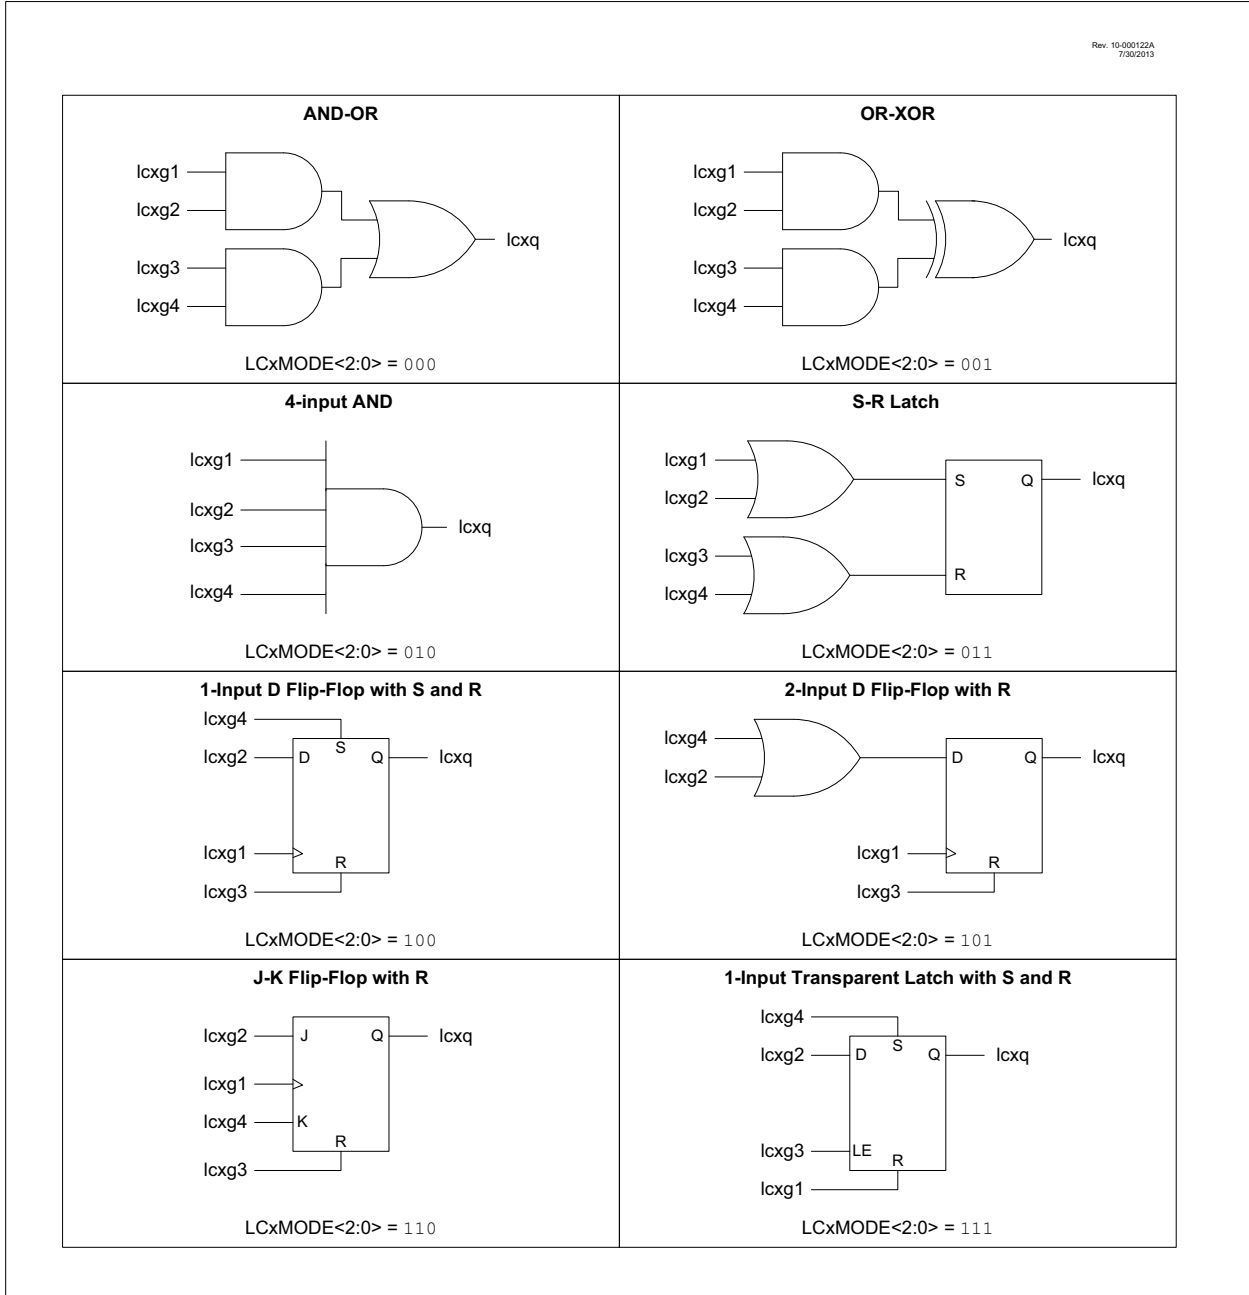 Rev. 10-000122A
7/30/2013
AND-OR
lcxg1
lcxg2
lcxg3
lcxg4
lcxq
LCxMODE<2:0> = 000
OR-XOR
lcxg1
lcxg2
lcxg3
lcxg4
lcxq
LCxMODE<2:0> = 001
4-input AND
lcxg1
lcxg2
lcxg3
lcxg4
lcxq
LCxMODE<2:0> = 010
S-R Latch
lcxg1
lcxg2
lcxg3
lcxg4
S Q lcxq
R
LCxMODE<2:0> = 011
1-Input D Flip-Flop with S and R
lcxg4
S
lcxg2 D Q lcxq
lcxg1
R
lcxg3
LCxMODE<2:0> = 100
2-Input D Flip-Flop with R
lcxg4
lcxg2
D Q lcxq
lcxg1
R
lcxg3
LCxMODE<2:0> = 101
J-K Flip-Flop with R
lcxg2 J Q lcxq
lcxg1
lcxg4 K
R
lcxg3
LCxMODE<2:0> = 110
1-Input Transparent Latch with S and R
lcxg4
S
lcxg2 D Q lcxq
lcxg3 LE
R
lcxg1
LCxMODE<2:0> = 111